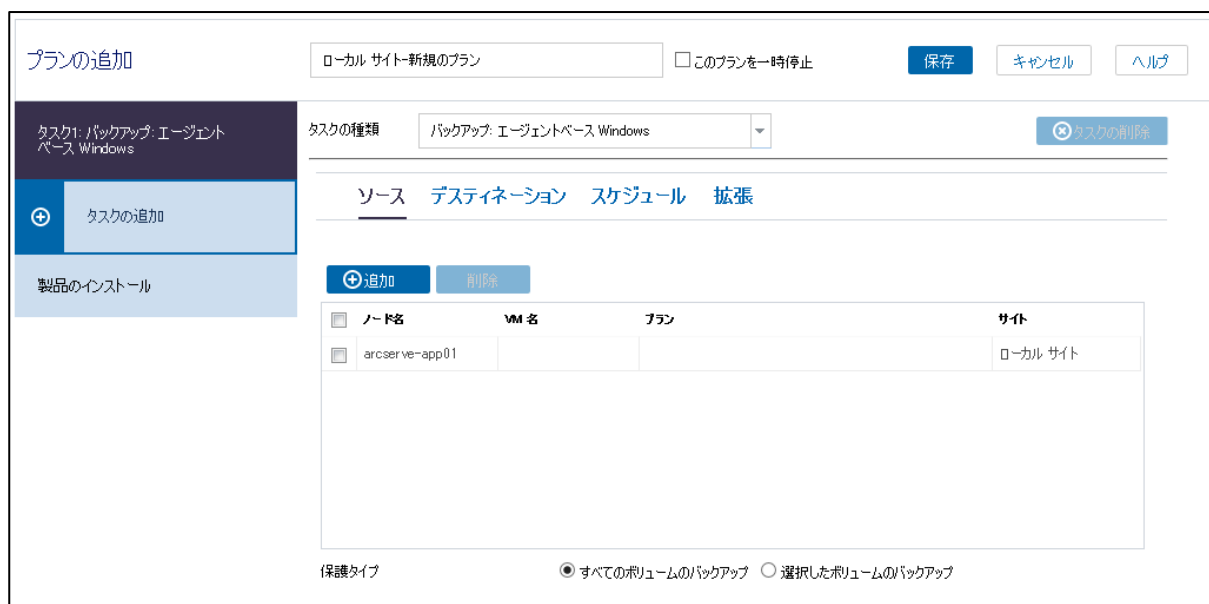 プランの追加
ローカル サイト-新規のプラン
このプランを一時停止
保存
キャンセル
ヘルプ
タスク1: バックアップ: エージェント
ベース Windows
タスクの種類
バックアップ: エージェントベース Windows
タスクの削除
タスクの追加
ソース
デスティネーション
スケジュール
拡張
製品のインストール
追加
削除
ノード名
VM 名
プラン
サイト
arcserve-app01
ローカル サイト
保護タイプ
すべてのボリュームのバックアップ
選択したボリュームのバックアップ